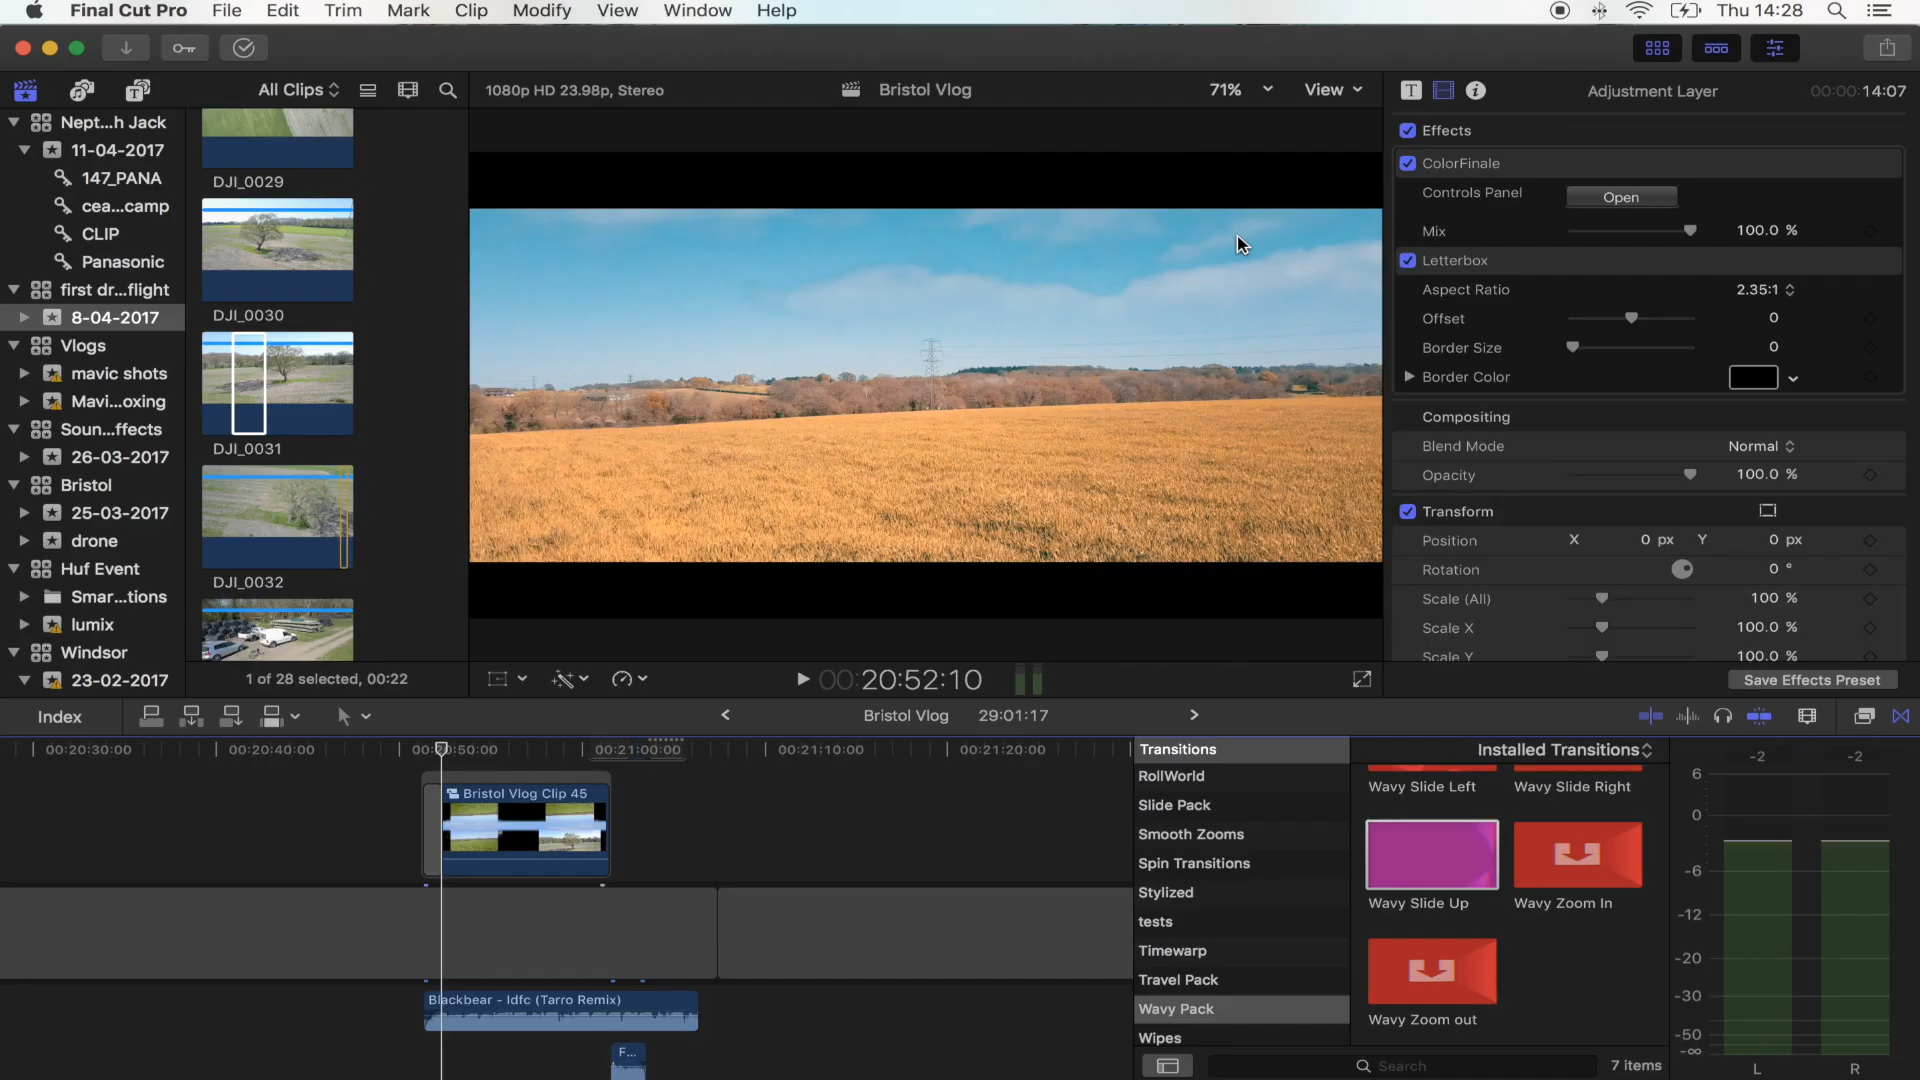 Final Cut Pro File Edit Trim Mark Clip Modify View Window Help Thu 14:28
All Clips
1080p HD 23.98p, Stereo Bristol Vlog 71% View
Adjustment Layer 00:00:14:07
Nept...h Jack
11-04-2017
147_PANA
cea...camp
CLIP
Panasonic
first dr...flight
8-04-2017
Vlogs
mavic shots
Mavi...oxing
Soun...ffects
26-03-2017
Bristol
25-03-2017
drone
Huf Event
Smar...tions
lumix
Windsor
23-02-2017
DJI_0029
DJI_0030
DJI_0031
DJI_0032
1 of 28 selected, 00:22
00:20:52:10
Effects
ColorFinale
Controls Panel Open
Mix 100.0 %
Letterbox
Aspect Ratio 2.35:1
Offset 0
Border Size 0
Border Color
Compositing
Blend Mode Normal
Opacity 100.0 %
Transform
Position X 0 px Y 0 px
Rotation 0 °
Scale (All) 100 %
Scale X 100.0 %
Scale Y 100.0 %
Save Effects Preset
Index
Bristol Vlog 29:01:17
00:20:30:00 00:20:40:00 00:20:50:00 00:21:00:00 00:21:10:00 00:21:20:00
Bristol Vlog Clip 45
Blackbear - Idfc (Tarro Remix)
F...
Transitions
RollWorld
Slide Pack
Smooth Zooms
Spin Transitions
Stylized
tests
Timewarp
Travel Pack
Wavy Pack
Wipes
Installed Transitions
Wavy Slide Left Wavy Slide Right
Wavy Slide Up Wavy Zoom In
Wavy Zoom out
Search 7 items
-2 -2
6
0
-6
-12
-20
-30
-50
-∞
L R